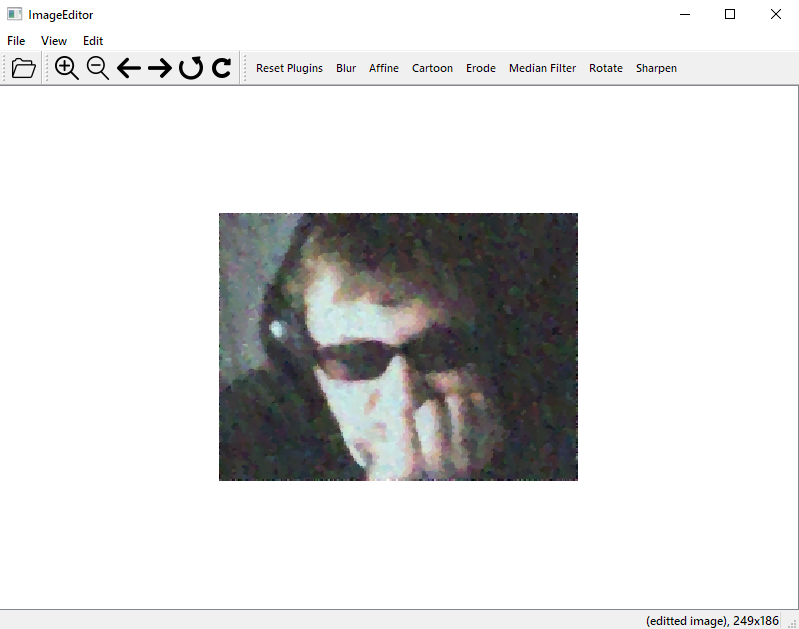 ImageEditor
File View Edit
Reset Plugins Blur Affine Cartoon Erode Median Filter Rotate Sharpen
(editted image), 249x186